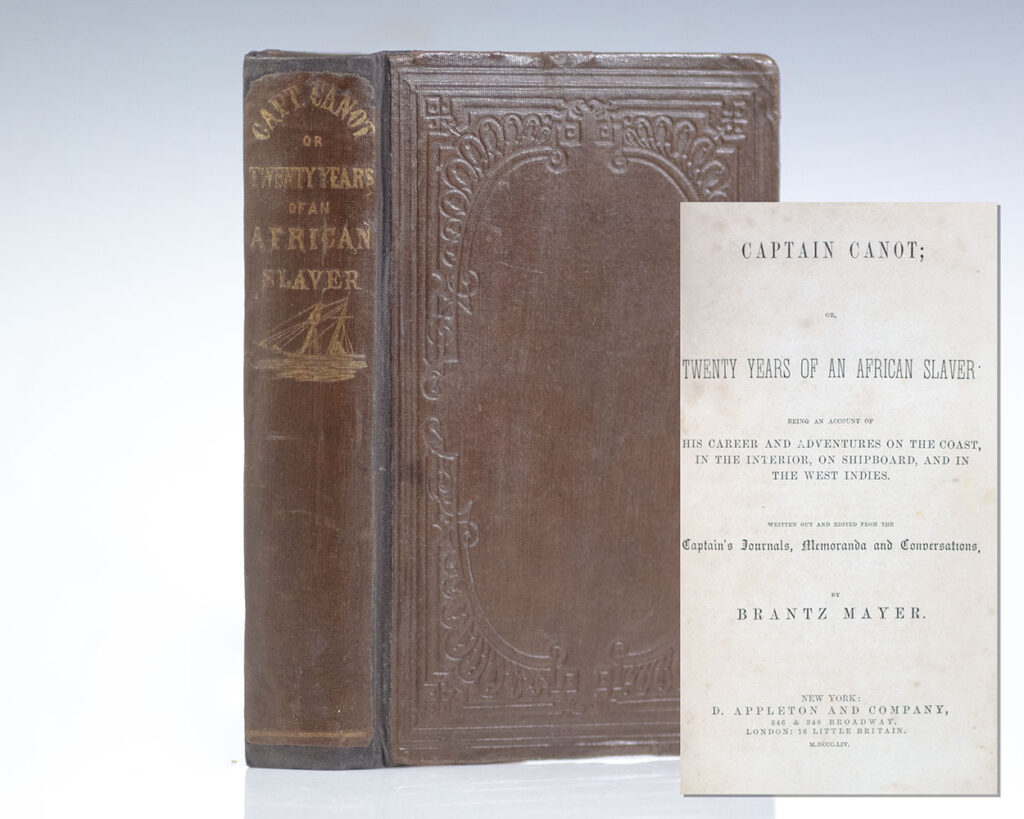 CAPT. CANOT
OR
TWENTY YEARS
OF AN
AFRICAN
SLAVER
CAPTAIN CANOT;
OR,
TWENTY YEARS OF AN AFRICAN SLAVER
BEING AN ACCOUNT OF
HIS CAREER AND ADVENTURES ON THE COAST,
IN THE INTERIOR, ON SHIPBOARD, AND IN
THE WEST INDIES.
WRITTEN OUT AND EDITED FROM THE
Captain's Journals, Memoranda and Conversations,
BY
BRANTZ MAYER.
NEW YORK:
D. APPLETON AND COMPANY,
346 & 348 BROADWAY.
LONDON: 16 LITTLE BRITAIN.
M.DCCC.LIV.